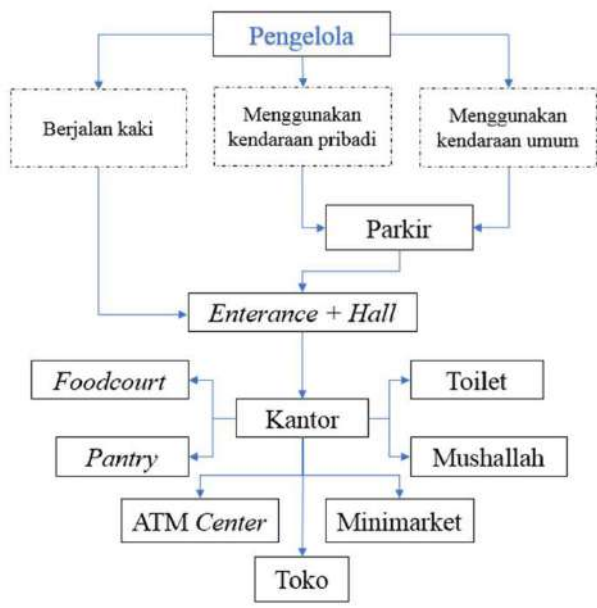 Pengelola
Berjalan kaki
Menggunakan
kendaraan pribadi
Menggunakan
kendaraan umum
Parkir
Enterance + Hall
Foodcourt
Toilet
Kantor
Pantry
Mushallah
ATM Center
Minimarket
Toko